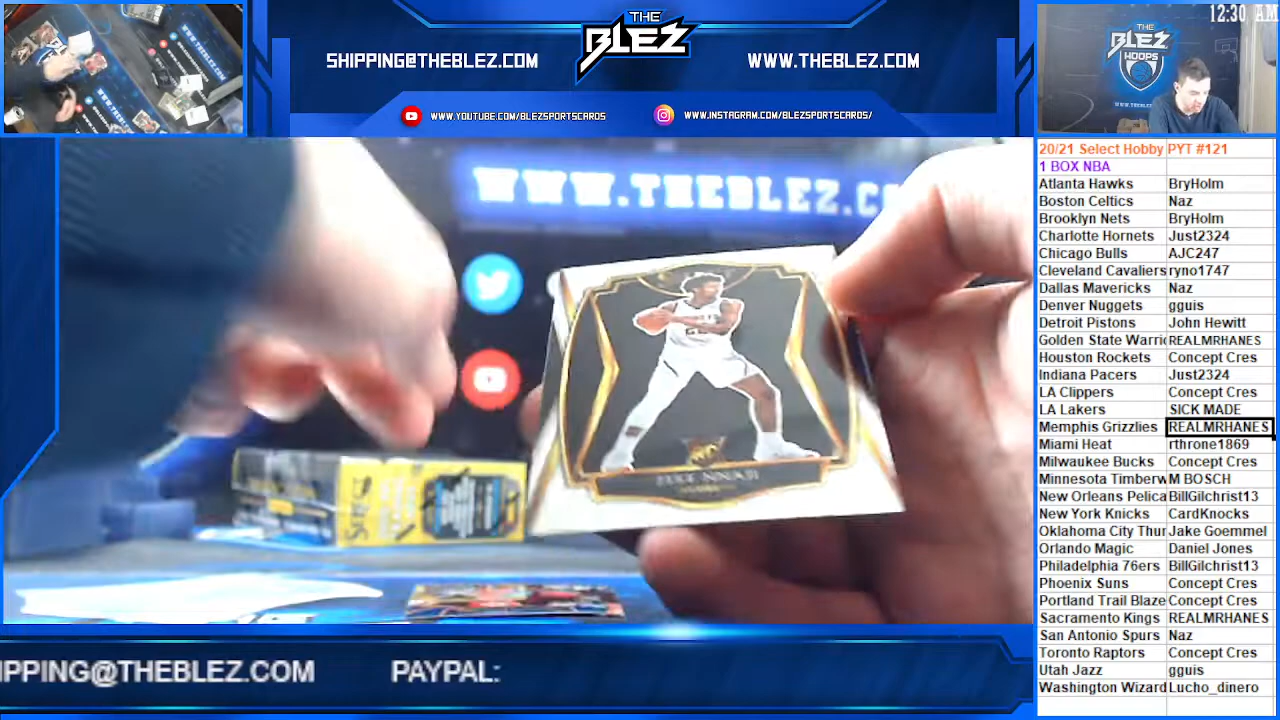 THE
BLEZ
SHIPPING@THEBLEZ.COM
WWW.THEBLEZ.COM
WWW.YOUTUBE.COM/BLEZSPORTSCARDS
WWW.INSTAGRAM.COM/BLEZSPORTSCARDS/
12:30 AM
THE
BLEZ
HOOPS
WWW.THEBLEZ.CO
SELECT
20/21 Select Hobby PYT #121
1 BOX NBA
Atlanta Hawks BryHolm
Boston Celtics Naz
Brooklyn Nets BryHolm
Charlotte Hornets Just2324
Chicago Bulls AJC247
Cleveland Cavaliers ryno1747
Dallas Mavericks Naz
Denver Nuggets gguis
Detroit Pistons John Hewitt
Golden State Warri REALMRHANES
Houston Rockets Concept Cres
Indiana Pacers Just2324
LA Clippers Concept Cres
LA Lakers SICK MADE
Memphis Grizzlies REALMRHANES
Miami Heat rthrone1869
Milwaukee Bucks Concept Cres
Minnesota Timberw M BOSCH
New Orleans Pelica BillGilchrist13
New York Knicks CardKnocks
Oklahoma City Thur Jake Goemmel
Orlando Magic Daniel Jones
Philadelphia 76ers BillGilchrist13
Phoenix Suns Concept Cres
Portland Trail Blaze Concept Cres
Sacramento Kings REALMRHANES
San Antonio Spurs Naz
Toronto Raptors Concept Cres
Utah Jazz gguis
Washington Wizard Lucho_dinero
IPPING@THEBLEZ.COM PAYPAL: